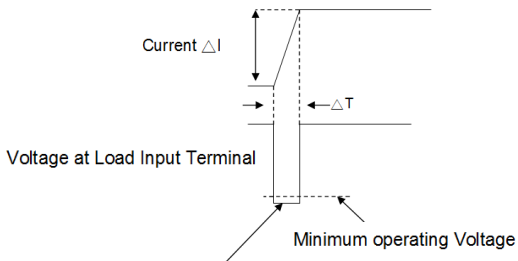 Current △I
△T
Voltage at Load Input Terminal
Minimum operating Voltage